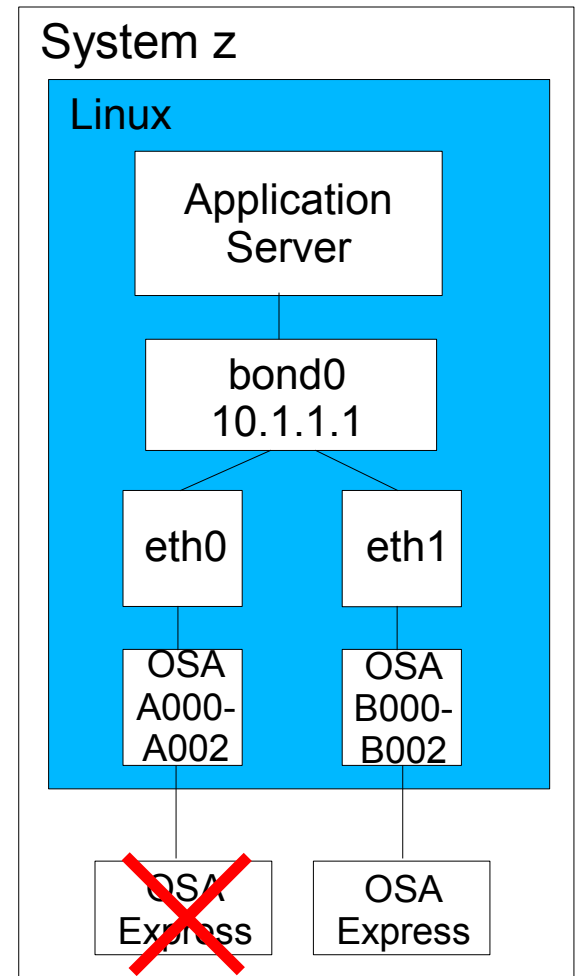 System z
Linux
Application
Server
bond0
10.1.1.1
eth0
eth1
OSA
A000-
A002
OSA
B000-
B002
OSA
Express
OSA
Express